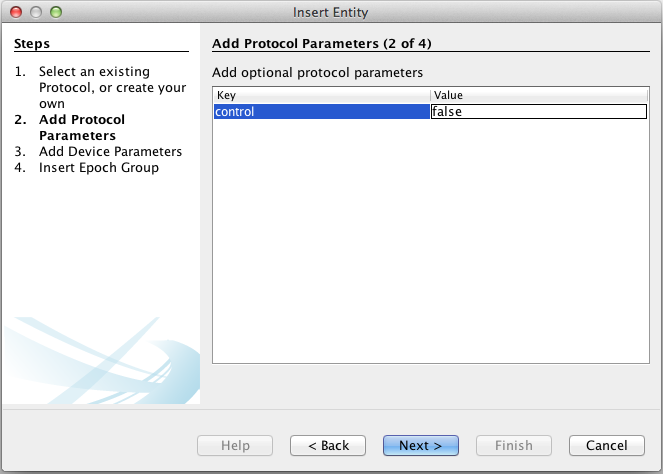 Insert Entity
Steps
1. Select an existing
Protocol, or create your
own
2. Add Protocol
Parameters
3. Add Device Parameters
4. Insert Epoch Group
Add Protocol Parameters (2 of 4)
Add optional protocol parameters
Key Value
control false
Help < Back Next > Finish Cancel